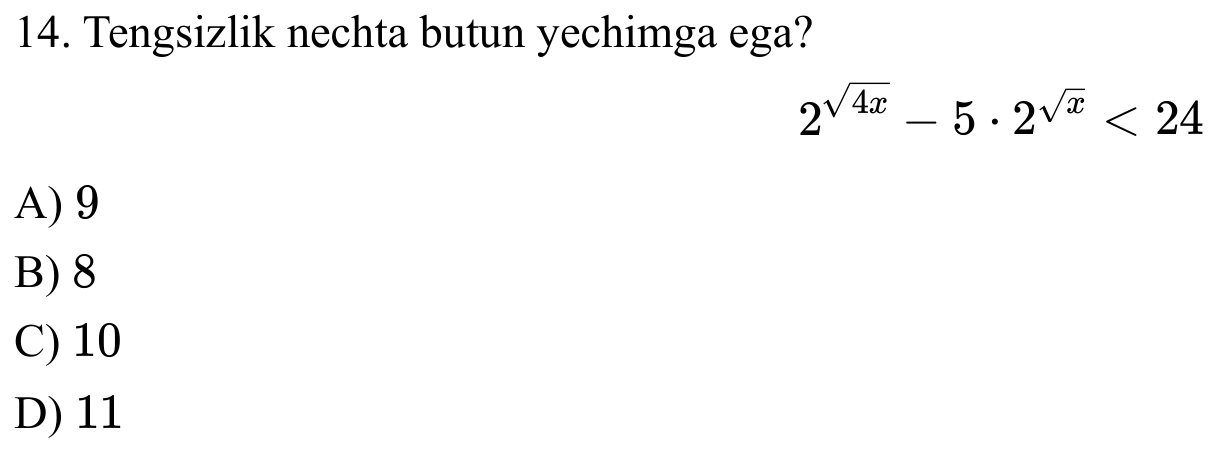 14. Tengsizlik nechta butun yechimga ega?
$2^{\sqrt{4x}} - 5 \cdot 2^{\sqrt{x}} < 24$
A) 9
B) 8
C) 10
D) 11